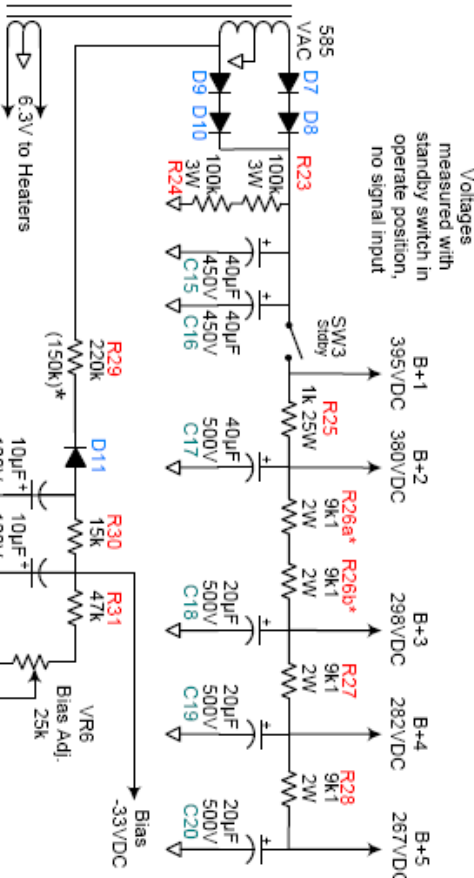 Voltages
measured with
standby switch in
operate position,
no signal input
B+1
395VDC
B+2
380VDC
B+3
298VDC
B+4
282VDC
B+5
267VDC
585
VAC
D7
D8
D9
D10
R23
100k
3W
100k
3W
R24
40µF
450V
C15
40µF
450V
C16
SW3
Stdby
R25
1k 25W
40µF
500V
C17
R26a*
9k1
2W
R26b*
9k1
2W
20µF
500V
C18
R27
9k1
2W
20µF
500V
C19
R28
9k1
2W
20µF
500V
C20
6.3V to Heaters
R29
220k
(150k)*
D11
10µF
R30
15k
10µF
R31
47k
VR6
Bias Adj.
25k
Bias
-33VDC